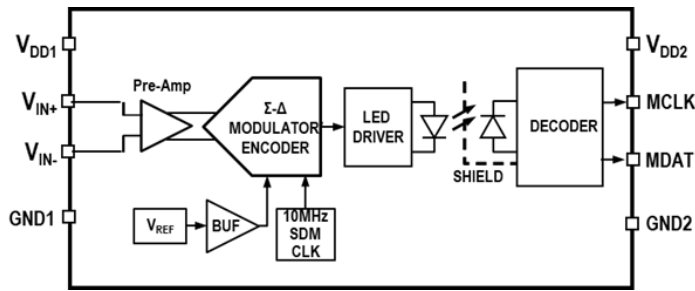 VDD1
VDD2
Pre-Amp
Σ-Δ
MODULATOR/
ENCODER
LED
DRIVER
DECODER
VIN+
VIN-
MCLK
MDAT
SHIELD
GND1
GND2
VREF
BUF
10MHz
SDM
CLK